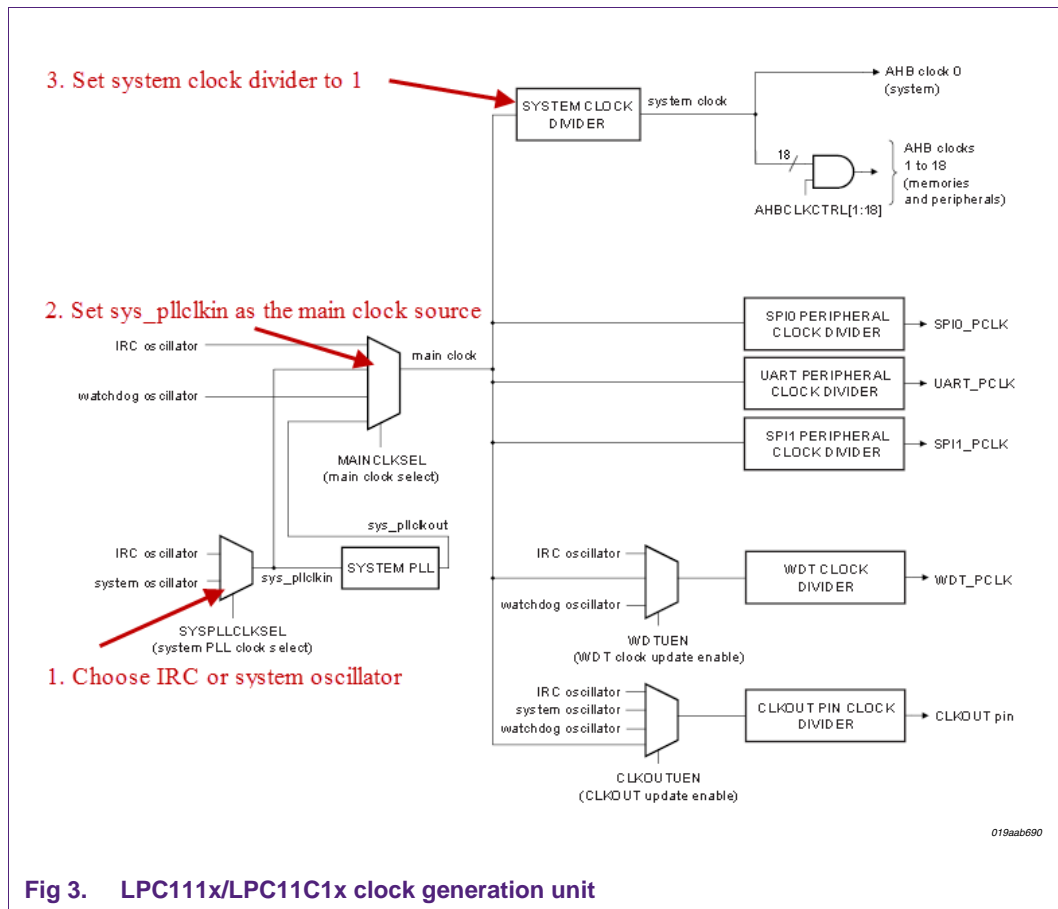 3. Set system clock divider to 1
SYSTEM CLOCK
DIVIDER
system clock
AHB clock 0
(system)
18
AHB clocks
1 to 18
(memories
and peripherals)
AHBCLKCTRL[1:18]
2. Set sys_pllclkin as the main clock source
IRC oscillator
main clock
watchdog oscillator
MAINCLKSEL
(main clock select)
SPI0 PERIPHERAL
CLOCK DIVIDER
SPI0_PCLK
UART PERIPHERAL
CLOCK DIVIDER
UART_PCLK
SPI1 PERIPHERAL
CLOCK DIVIDER
SPI1_PCLK
sys_pllclkout
IRC oscillator
system oscillator
sys_pllclkin
SYSTEM PLL
SYSPLLCLKSEL
(system PLL clock select)
1. Choose IRC or system oscillator
IRC oscillator
watchdog oscillator
WDT CLOCK
DIVIDER
WDT_PCLK
WDTUEN
(WDT clock update enable)
IRC oscillator
system oscillator
watchdog oscillator
CLKOUT PIN CLOCK
DIVIDER
CLKOUT pin
CLKOUTUEN
(CLKOUT update enable)
019aab690
Fig 3. LPC111x/LPC11C1x clock generation unit